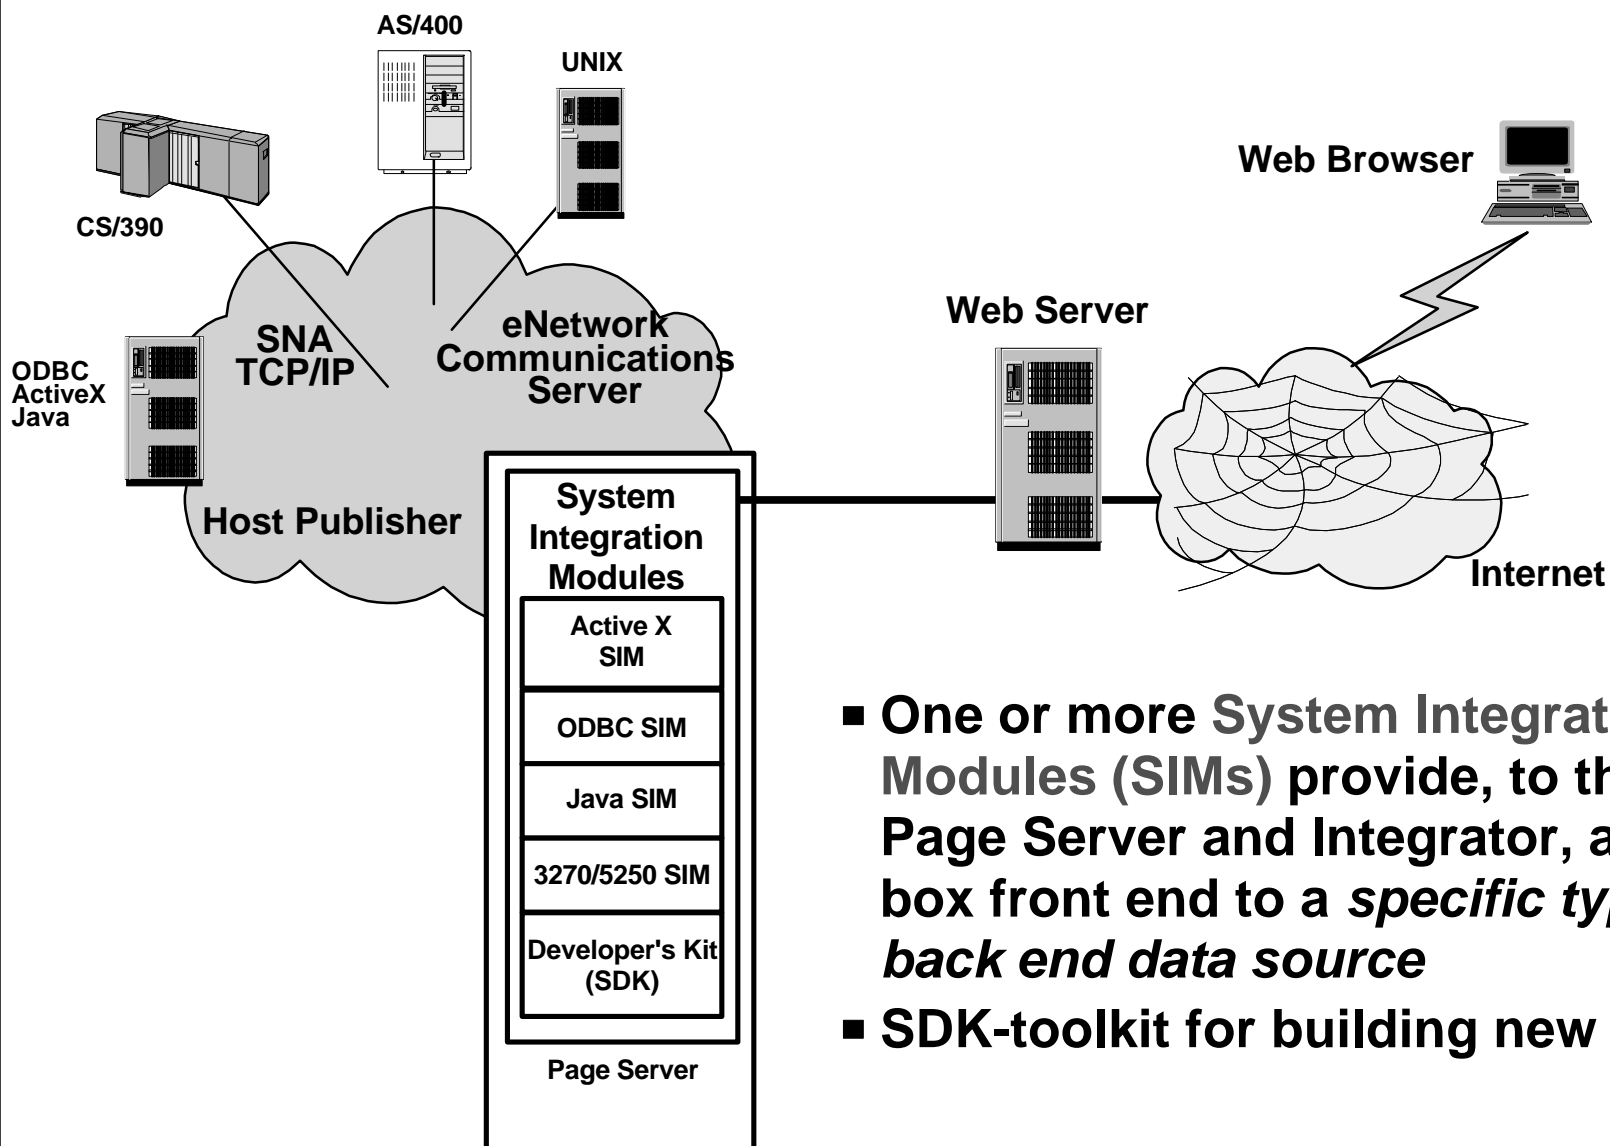 AS/400
UNIX
CS/390
Web Browser
Web Server
SNA
TCP/IP
eNetwork
Communications
Server
ODBC
ActiveX
Java
Host Publisher
System
Integration
Modules
Active X
SIM
ODBC SIM
Java SIM
3270/5250 SIM
Developer's Kit
(SDK)
Page Server
Internet
■ One or more System Integrat
Modules (SIMs) provide, to th
Page Server and Integrator, a
box front end to a specific typ
back end data source
■ SDK-toolkit for building new